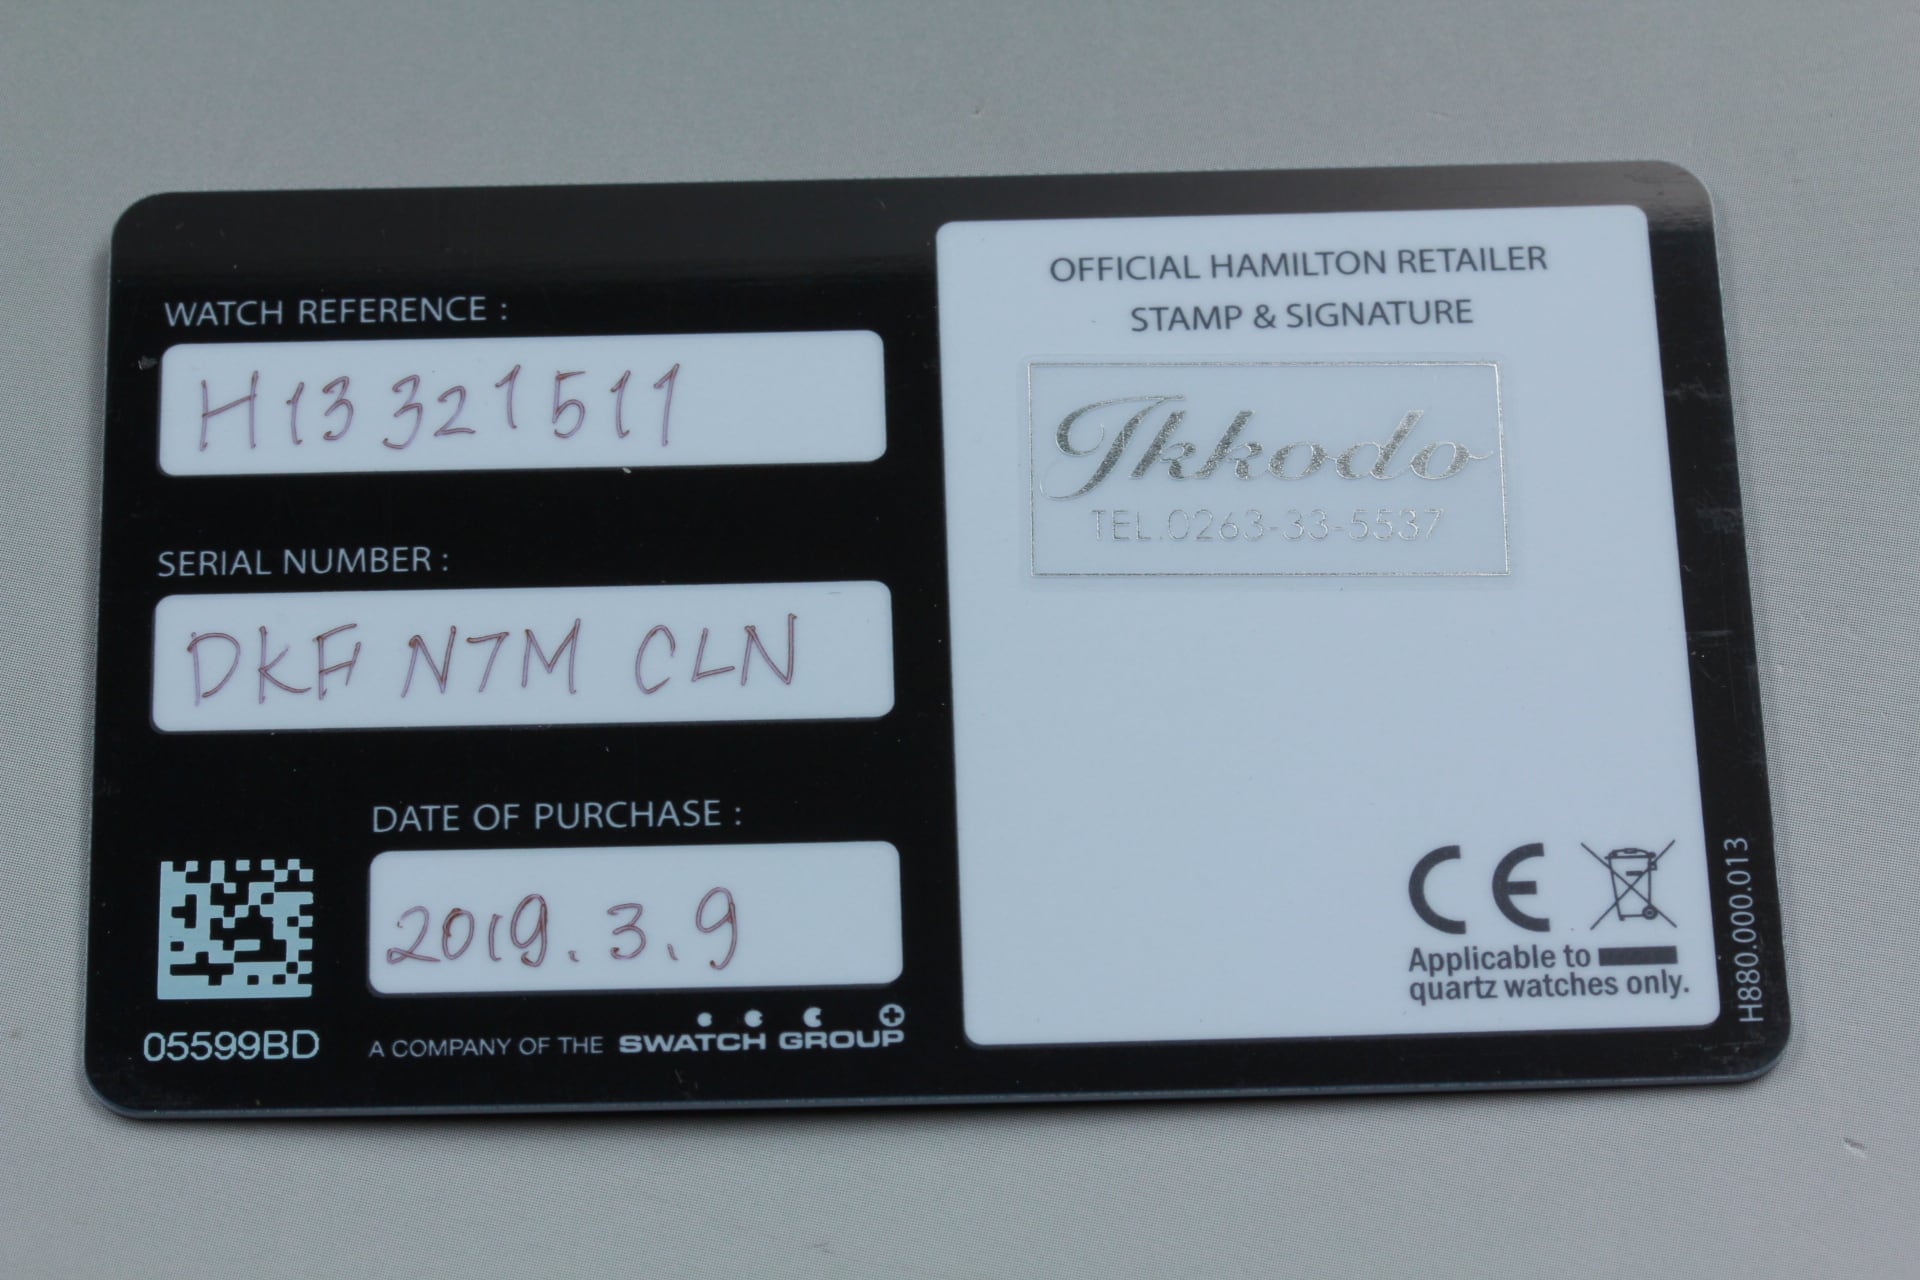 WATCH REFERENCE :
H13321511
SERIAL NUMBER :
DKF N7M CLN
DATE OF PURCHASE :
2019.3.9
05599BD
A COMPANY OF THE SWATCH GROUP
OFFICIAL HAMILTON RETAILER
STAMP & SIGNATURE
Ikkodo
TEL.0263-33-5537
CE
Applicable to
quartz watches only.
H880.000.013